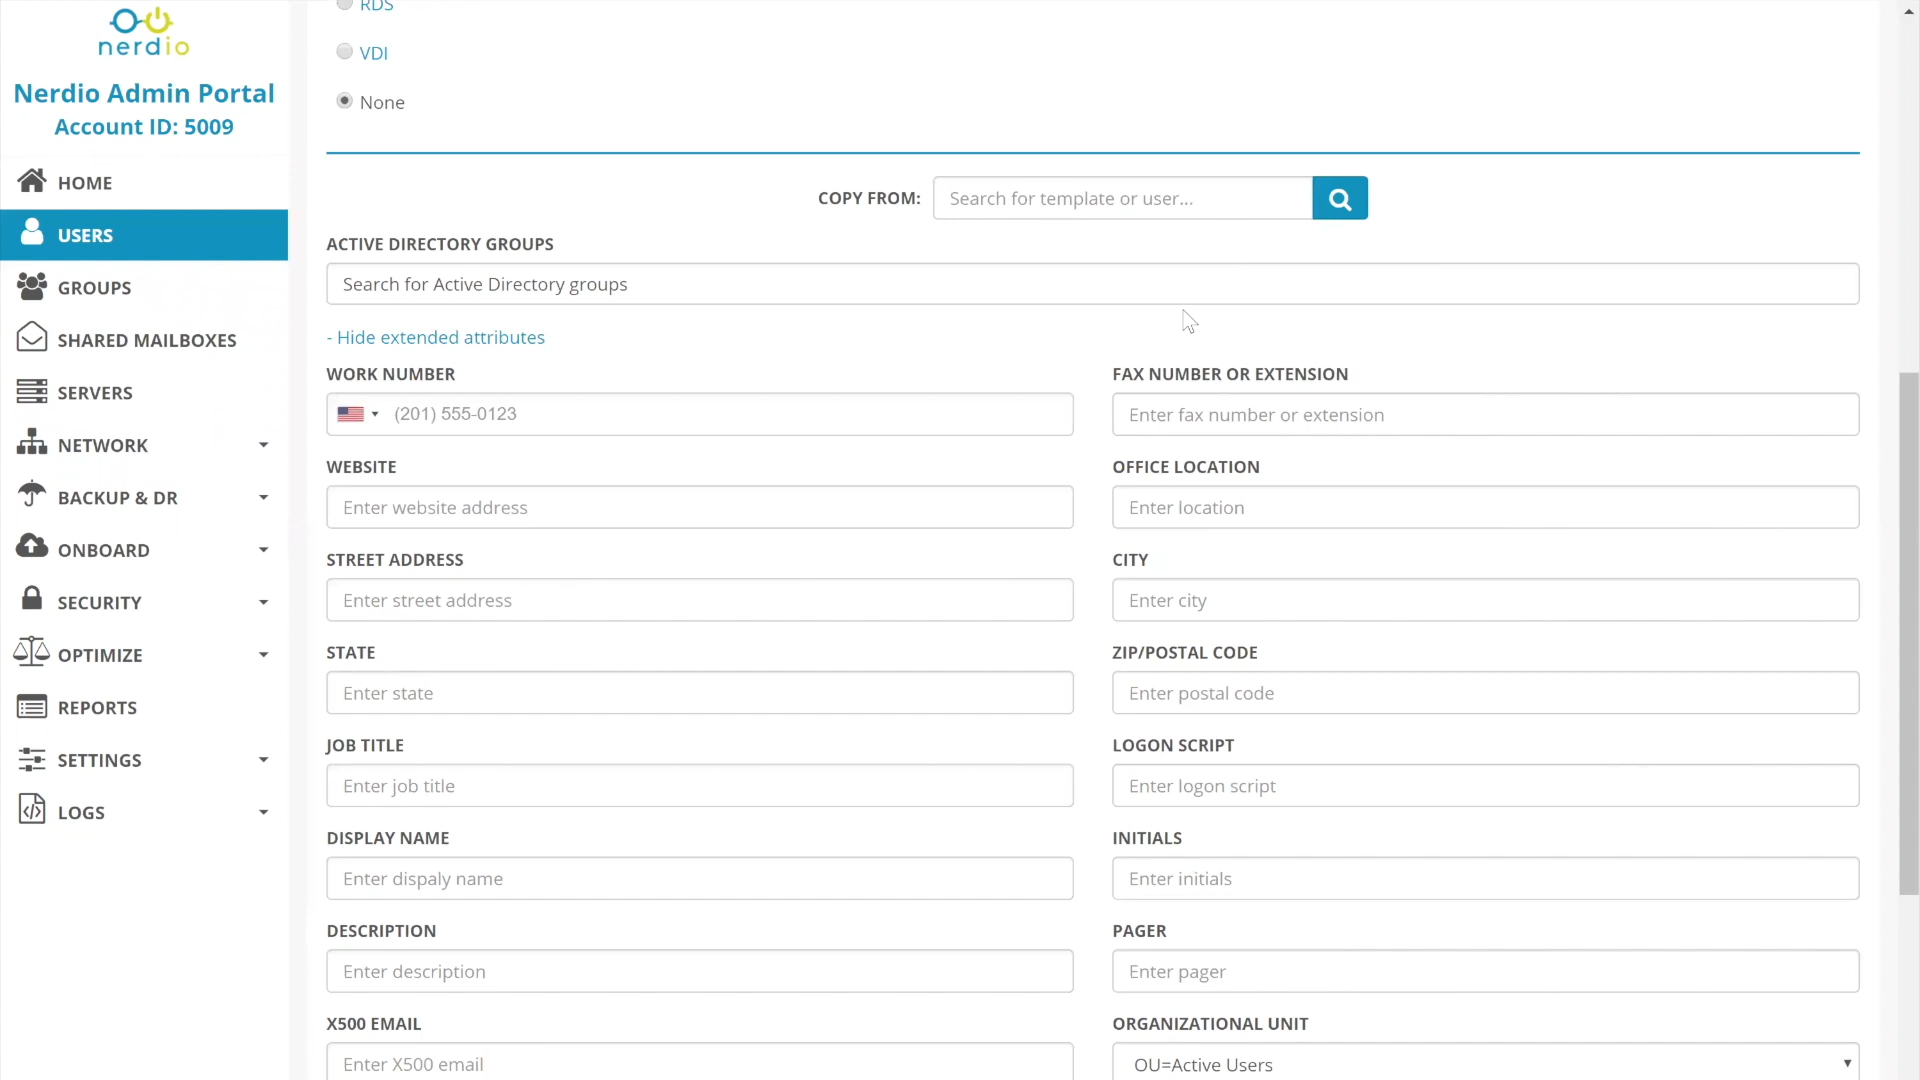 nerdio
Nerdio Admin Portal
Account ID: 5009
HOME
USERS
GROUPS
SHARED MAILBOXES
SERVERS
NETWORK
BACKUP & DR
ONBOARD
SECURITY
OPTIMIZE
REPORTS
SETTINGS
LOGS
RDS
VDI
None
COPY FROM: Search for template or user...
ACTIVE DIRECTORY GROUPS
Search for Active Directory groups
- Hide extended attributes
WORK NUMBER
(201) 555-0123
FAX NUMBER OR EXTENSION
Enter fax number or extension
WEBSITE
Enter website address
OFFICE LOCATION
Enter location
STREET ADDRESS
Enter street address
CITY
Enter city
STATE
Enter state
ZIP/POSTAL CODE
Enter postal code
JOB TITLE
Enter job title
LOGON SCRIPT
Enter logon script
DISPLAY NAME
Enter dispaly name
INITIALS
Enter initials
DESCRIPTION
Enter description
PAGER
Enter pager
X500 EMAIL
Enter X500 email
ORGANIZATIONAL UNIT
OU=Active Users